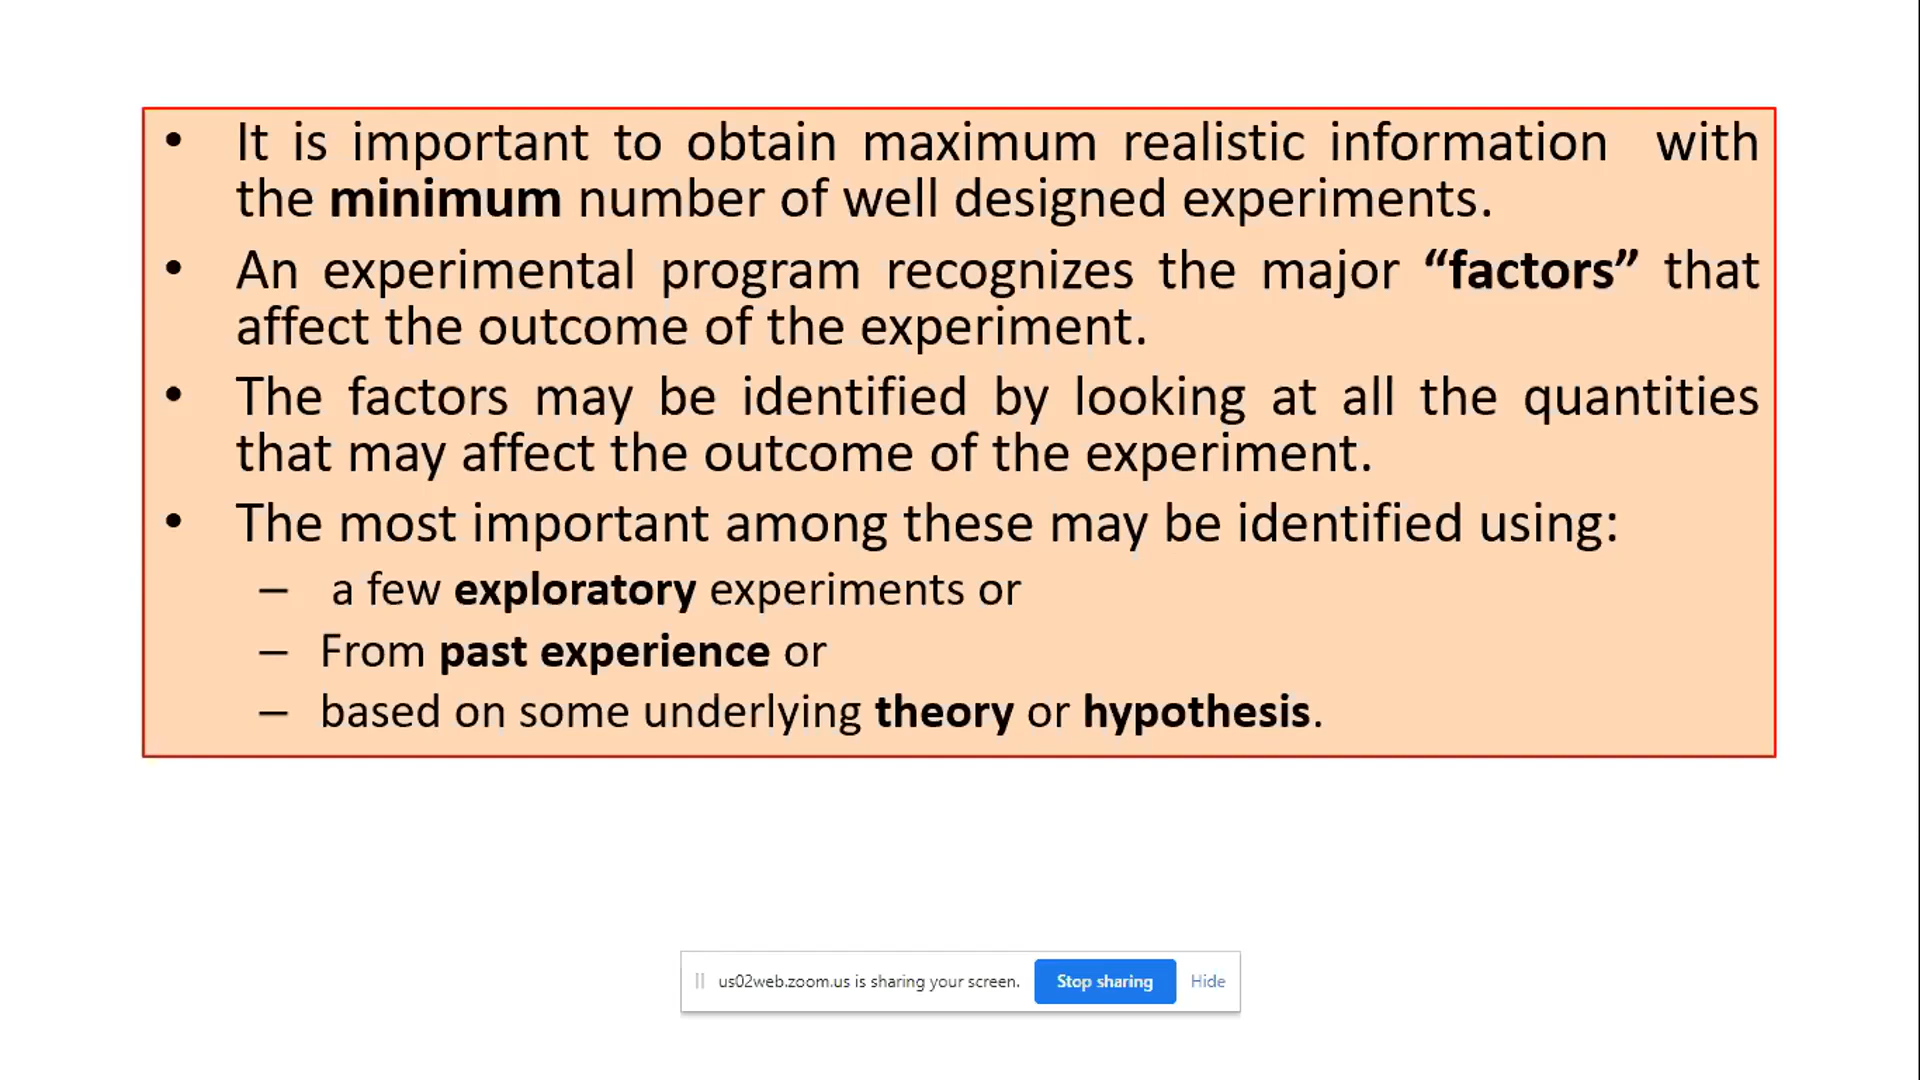 • It is important to obtain maximum realistic information with
the minimum number of well designed experiments.
• An experimental program recognizes the major “factors” that
affect the outcome of the experiment.
• The factors may be identified by looking at all the quantities
that may affect the outcome of the experiment.
• The most important among these may be identified using:
– a few exploratory experiments or
– From past experience or
– based on some underlying theory or hypothesis.
us02web.zoom.us is sharing your screen. Stop sharing Hide